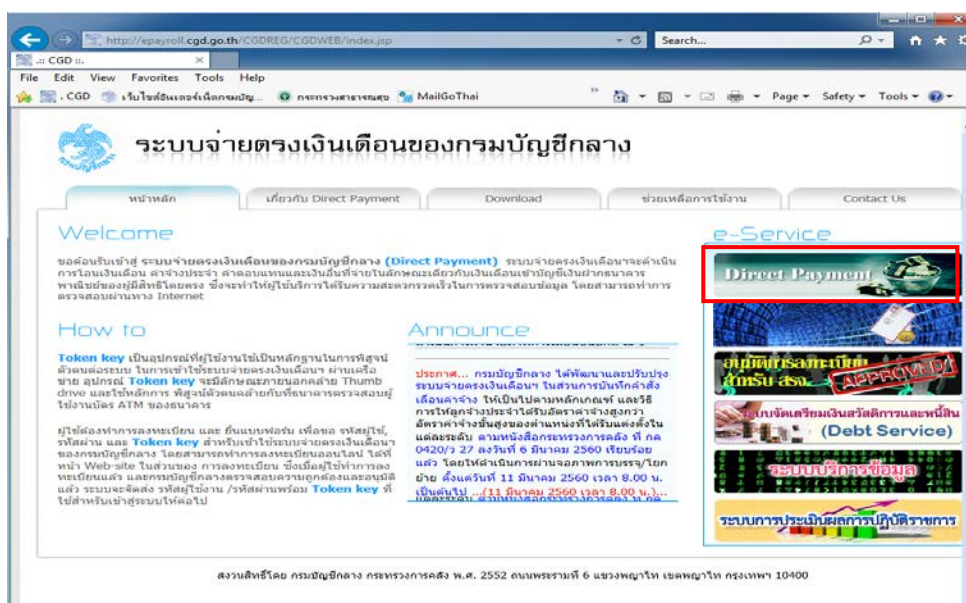 http://epayroll.cgd.go.th/CGDREG/CGDWEB/index.jsp
Search...
.:: CGD ::.
File Edit View Favorites Tools Help
. CGD เว็บไซต์อินเตอร์เน็ตกรมบัญ... กระทรวงสาธารณสุข MailGoThai
Page Safety Tools
ระบบจ่ายตรงเงินเดือนของกรมบัญชีกลาง
หน้าหลัก เกี่ยวกับ Direct Payment Download ช่วยเหลือการใช้งาน Contact Us
Welcome
ขอต้อนรับเข้าสู่ ระบบจ่ายตรงเงินเดือนของกรมบัญชีกลาง (Direct Payment) ระบบจ่ายตรงเงินเดือนฯจะดำเนิน
การโอนเงินเดือน ค่าจ้างประจำ ค่าตอบแทนและเงินอื่นที่จ่ายในลักษณะเดียวกับเงินเดือนเข้าบัญชีเงินฝากธนาคาร
พาณิชย์ของผู้มีสิทธิโดยตรง ซึ่งจะทำให้ผู้ใช้บริการได้รับความสะดวกรวดเร็วในการตรวจสอบข้อมูล โดยสามารถทำการ
ตรวจสอบผ่านทาง Internet
How to
Token key เป็นอุปกรณ์ที่ผู้ใช้งานใช้เป็นหลักฐานในการพิสูจน์
ตัวตนต่อระบบ ในการเข้าใช้ระบบจ่ายตรงเงินเดือนฯ ผ่านเครือ
ข่าย อุปกรณ์ Token key จะมีลักษณะภายนอกคล้าย Thumb
drive และใช้หลักการ พิสูจน์ตัวตนคล้ายกับที่ธนาคารตรวจสอบผู้
ใช้งานบัตร ATM ของธนาคาร
ผู้ใช้ต้องทำการลงทะเบียน และ ยื่นแบบฟอร์ม เพื่อขอ รหัสผู้ใช้,
รหัสผ่าน และ Token key สำหรับเข้าใช้ระบบจ่ายตรงเงินเดือนฯ
ของกรมบัญชีกลาง โดยสามารถทำการลงทะเบียนออนไลน์ ได้ที่
หน้า Web-site ในส่วนของ การลงทะเบียน ซึ่งเมื่อผู้ใช้ทำการลง
ทะเบียนแล้ว และกรมบัญชีกลางตรวจสอบความถูกต้องและอนุมัติ
แล้ว ระบบจะจัดส่ง รหัสผู้ใช้งาน /รหัสผ่านพร้อม Token key ที่
ใช้สำหรับเข้าสู่ระบบให้ต่อไป
Announce
ประกาศ... กรมบัญชีกลาง ได้พัฒนาและปรับปรุง
ระบบจ่ายตรงเงินเดือนฯ ในส่วนการบันทึกคำสั่ง
เลื่อนค่าจ้าง ให้เป็นไปตามหลักเกณฑ์ และวิธี
การให้ลูกจ้างประจำได้รับอัตราค่าจ้างสูงกว่า
อัตราค่าจ้างขั้นสูงของตำแหน่งที่ได้รับแต่งตั้งใน
แต่ละระดับ ตามหนังสือกระทรวงการคลัง ที่ กค
0420/ว 27 ลงวันที่ 6 มีนาคม 2560 เรียบร้อย
แล้ว โดยให้ดำเนินการผ่านจอภาพการบรรจุ/โยก
ย้าย ตั้งแต่วันที่ 11 มีนาคม 2560 เวลา 8.00 น.
เป็นต้นไป ...(11 มีนาคม 2560 เวลา 8.00 น.)...
e-Service
Direct Payment
อนุมัติการลงทะเบียน
สำหรับ สรจ. APPROVED
ระบบจัดเตรียมเงินสวัสดิการและหนี้สิน
(Debt Service)
ระบบบริการข้อมูล
ระบบการประเมินผลการปฏิบัติราชการ
สงวนสิทธิ์โดย กรมบัญชีกลาง กระทรวงการคลัง พ.ศ. 2552 ถนนพระรามที่ 6 แขวงพญาไท เขตพญาไท กรุงเทพฯ 10400